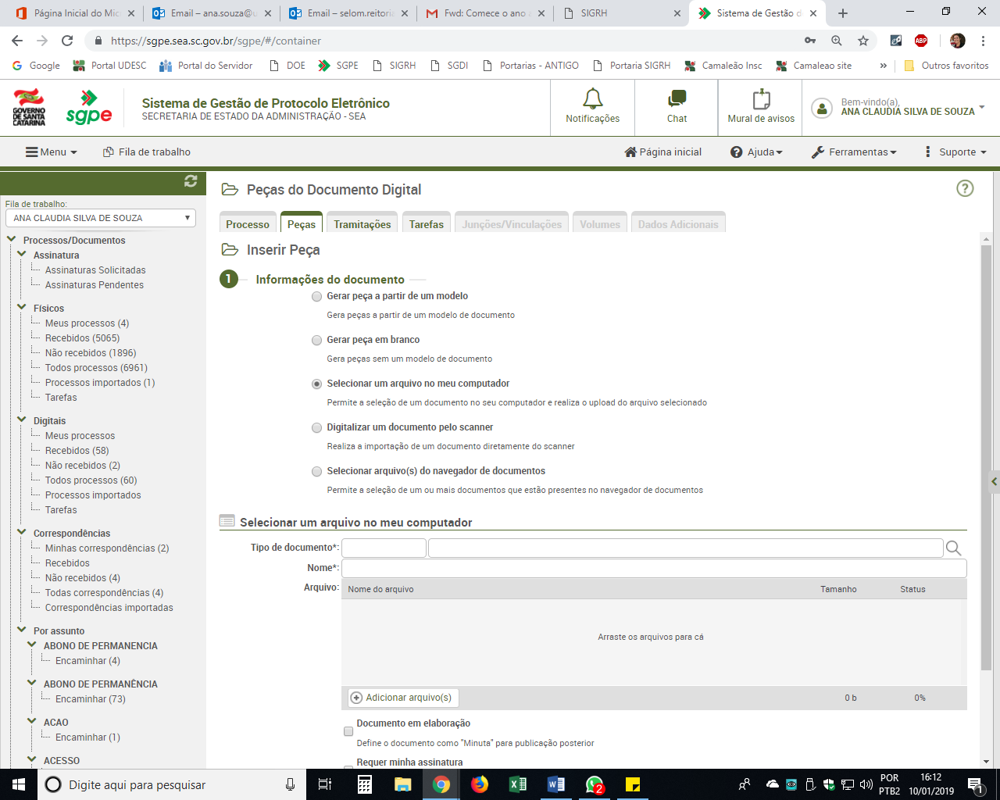 Página Inicial do Mic
Email – ana.souza@u
Email – selom.reitoria
Fwd: Comece o ano
SIGRH
Sistema de Gestão d
https://sgpe.sea.sc.gov.br/sgpe/#/container
Google
Portal UDESC
Portal do Servidor
DOE
SGPE
SIGRH
SGDI
Portarias - ANTIGO
Portaria SIGRH
Camaleão Insc
Camaleao site
»
Outros favoritos
GOVERNO DE SANTA CATARINA
sgpe
Sistema de Gestão de Protocolo Eletrônico
SECRETARIA DE ESTADO DA ADMINISTRAÇÃO - SEA
Notificações
Chat
Mural de avisos
Bem-vindo(a),
ANA CLAUDIA SILVA DE SOUZA
Menu
Fila de trabalho
Página inicial
Ajuda
Ferramentas
Suporte
Fila de trabalho:
ANA CLAUDIA SILVA DE SOUZA
Processos/Documentos
Assinatura
Assinaturas Solicitadas
Assinaturas Pendentes
Físicos
Meus processos (4)
Recebidos (5065)
Não recebidos (1896)
Todos processos (6961)
Processos importados (1)
Tarefas
Digitais
Meus processos
Recebidos (58)
Não recebidos (2)
Todos processos (60)
Processos importados
Tarefas
Correspondências
Minhas correspondências (2)
Recebidos
Não recebidos (4)
Todas correspondências (4)
Correspondências importadas
Por assunto
ABONO DE PERMANENCIA
Encaminhar (4)
ABONO DE PERMANÊNCIA
Encaminhar (73)
ACAO
Encaminhar (1)
ACESSO
Peças do Documento Digital
?
Processo
Peças
Tramitações
Tarefas
Junções/Vinculações
Volumes
Dados Adicionais
Inserir Peça
1
Informações do documento
Gerar peça a partir de um modelo
Gera peças a partir de um modelo de documento
Gerar peça em branco
Gera peças sem um modelo de documento
Selecionar um arquivo no meu computador
Permite a seleção de um documento no seu computador e realiza o upload do arquivo selecionado
Digitalizar um documento pelo scanner
Realiza a importação de um documento diretamente do scanner
Selecionar arquivo(s) do navegador de documentos
Permite a seleção de um ou mais documentos que estão presentes no navegador de documentos
Selecionar um arquivo no meu computador
Tipo de documento*:
Nome*:
Arquivo:
Nome do arquivo
Tamanho
Status
Arraste os arquivos para cá
Adicionar arquivo(s)
0 b
0%
Documento em elaboração
Define o documento como "Minuta" para publicação posterior
Requer minha assinatura
Digite aqui para pesquisar
2
POR
PTB2
16:12
10/01/2019
1